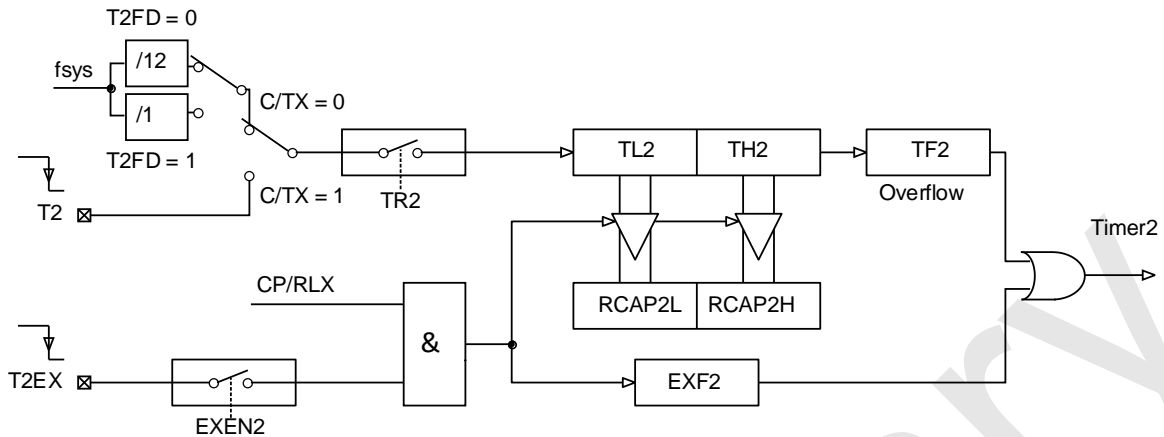 T2FD = 0
/12
fsys
C/TX = 0
/1
T2FD = 1
TL2
TH2
TF2
C/TX = 1
TR2
Overflow
T2
Timer2
CP/RLX
RCAP2L
RCAP2H
&
T2EX
EXF2
EXEN2